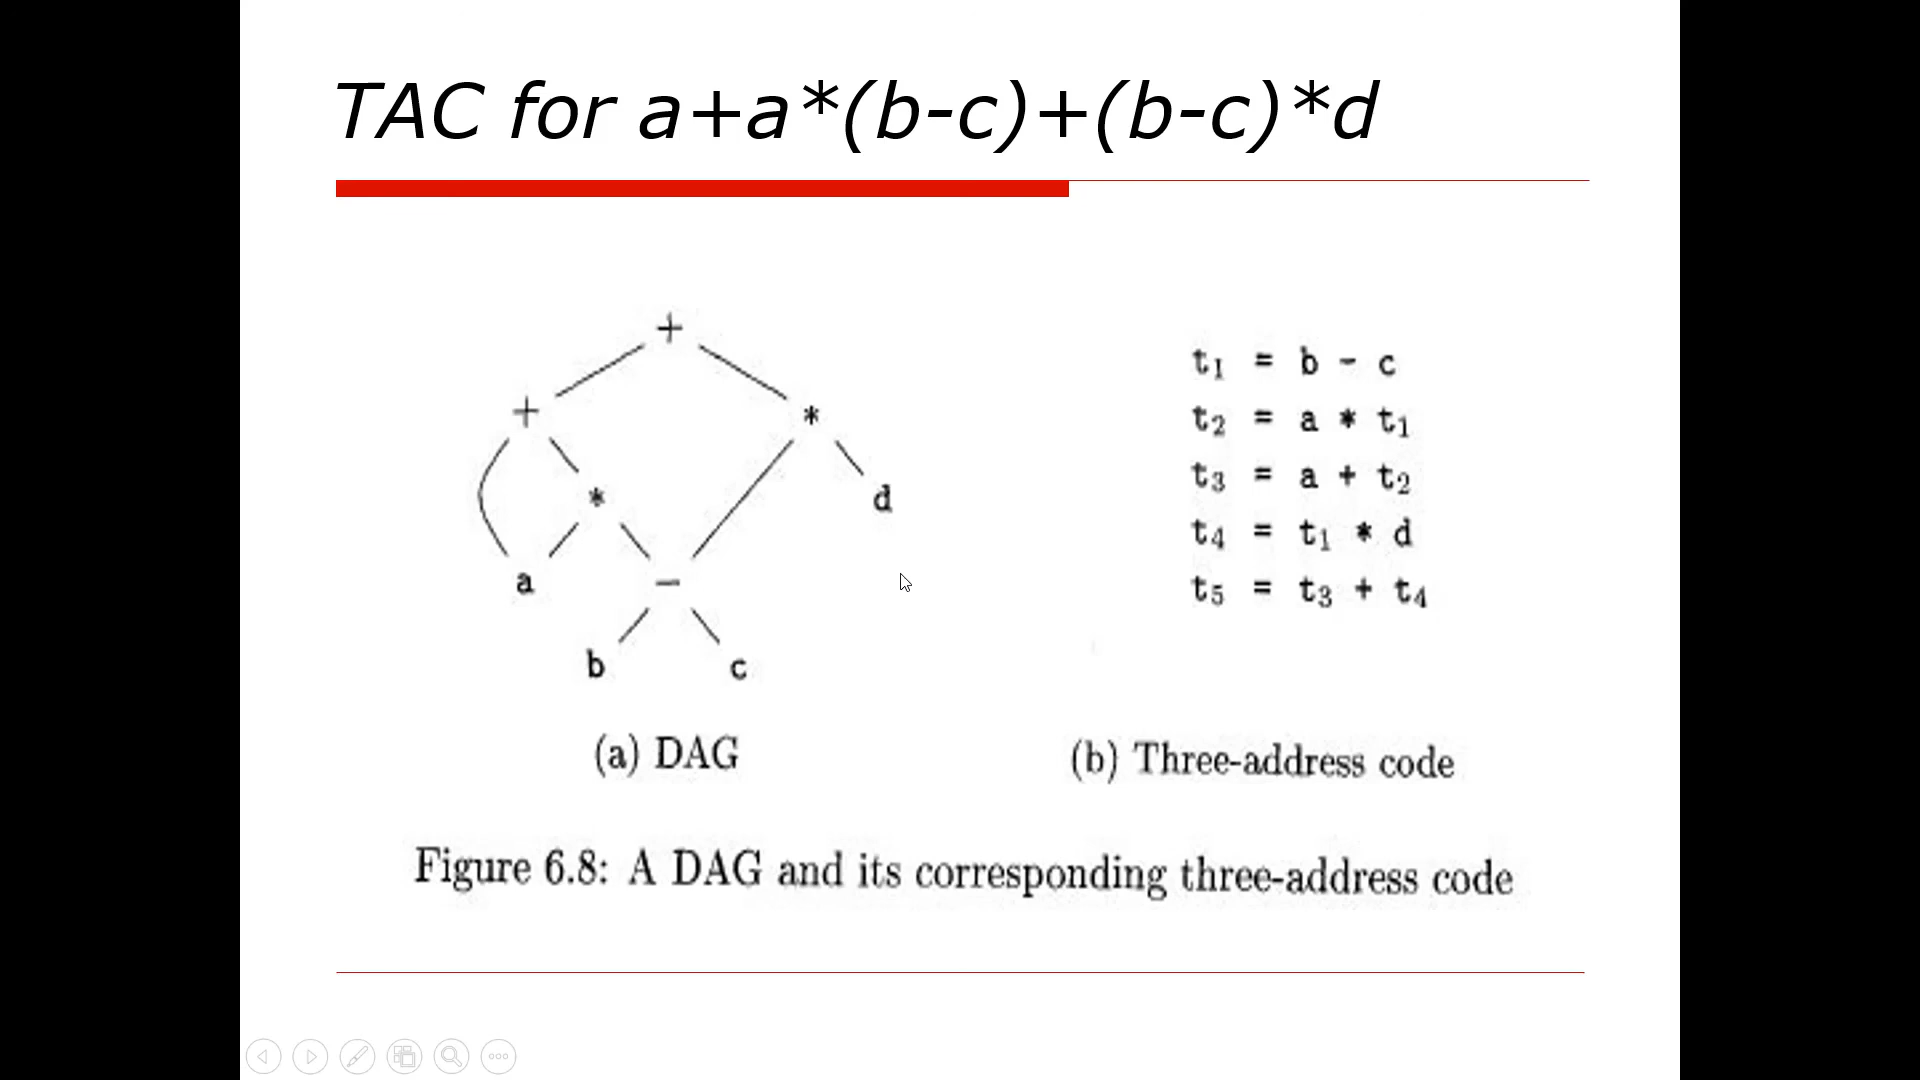 TAC for a+a*(b-c)+(b-c)*d
+
+ *
* d
a −
b c
t₁ = b - c
t₂ = a * t₁
t₃ = a + t₂
t₄ = t₁ * d
t₅ = t₃ + t₄
(a) DAG
(b) Three-address code
Figure 6.8: A DAG and its corresponding three-address code